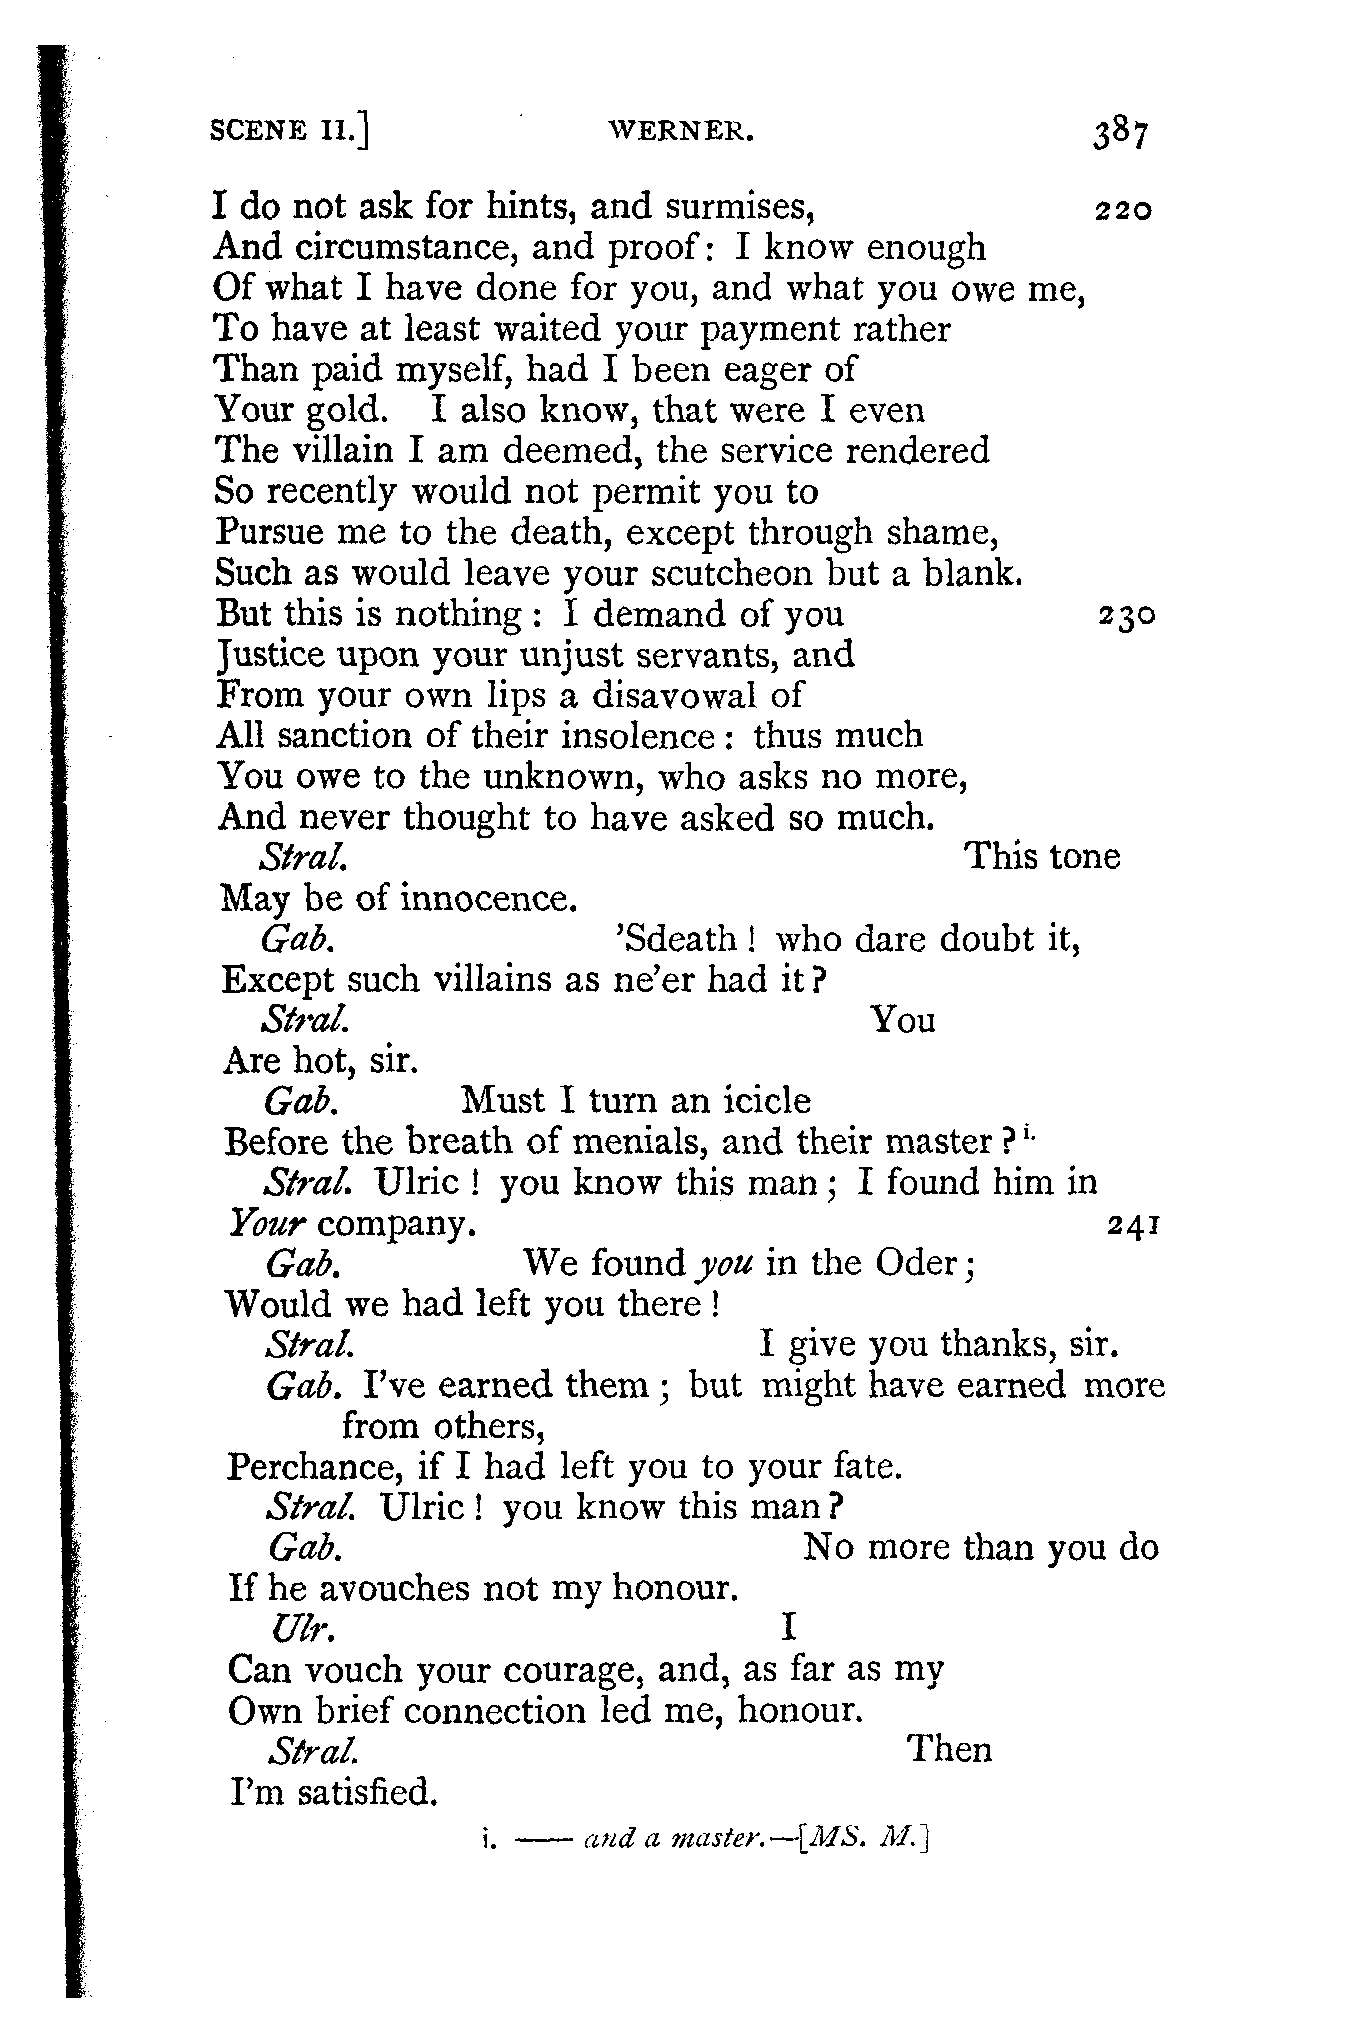 SCENE II.] WERNER. 387
I do not ask for hints, and surmises, 220
And circumstance, and proof: I know enough
Of what I have done for you, and what you owe me,
To have at least waited your payment rather
Than paid myself, had I been eager of
Your gold. I also know, that were I even
The villain I am deemed, the service rendered
So recently would not permit you to
Pursue me to the death, except through shame,
Such as would leave your scutcheon but a blank.
But this is nothing : I demand of you 230
Justice upon your unjust servants, and
From your own lips a disavowal of
All sanction of their insolence : thus much
You owe to the unknown, who asks no more,
And never thought to have asked so much.
Stral. This tone
May be of innocence.
Gab. 'Sdeath ! who dare doubt it,
Except such villains as ne'er had it ?
Stral. You
Are hot, sir.
Gab. Must I turn an icicle
Before the breath of menials, and their master ? i.
Stral. Ulric ! you know this man ; I found him in
Your company. 241
Gab. We found you in the Oder ;
Would we had left you there !
Stral. I give you thanks, sir.
Gab. I've earned them ; but might have earned more
from others,
Perchance, if I had left you to your fate.
Stral. Ulric ! you know this man ?
Gab. No more than you do
If he avouches not my honour.
Ulr. I
Can vouch your courage, and, as far as my
Own brief connection led me, honour.
Stral. Then
I'm satisfied.
i. —— and a master.—[MS. M.]